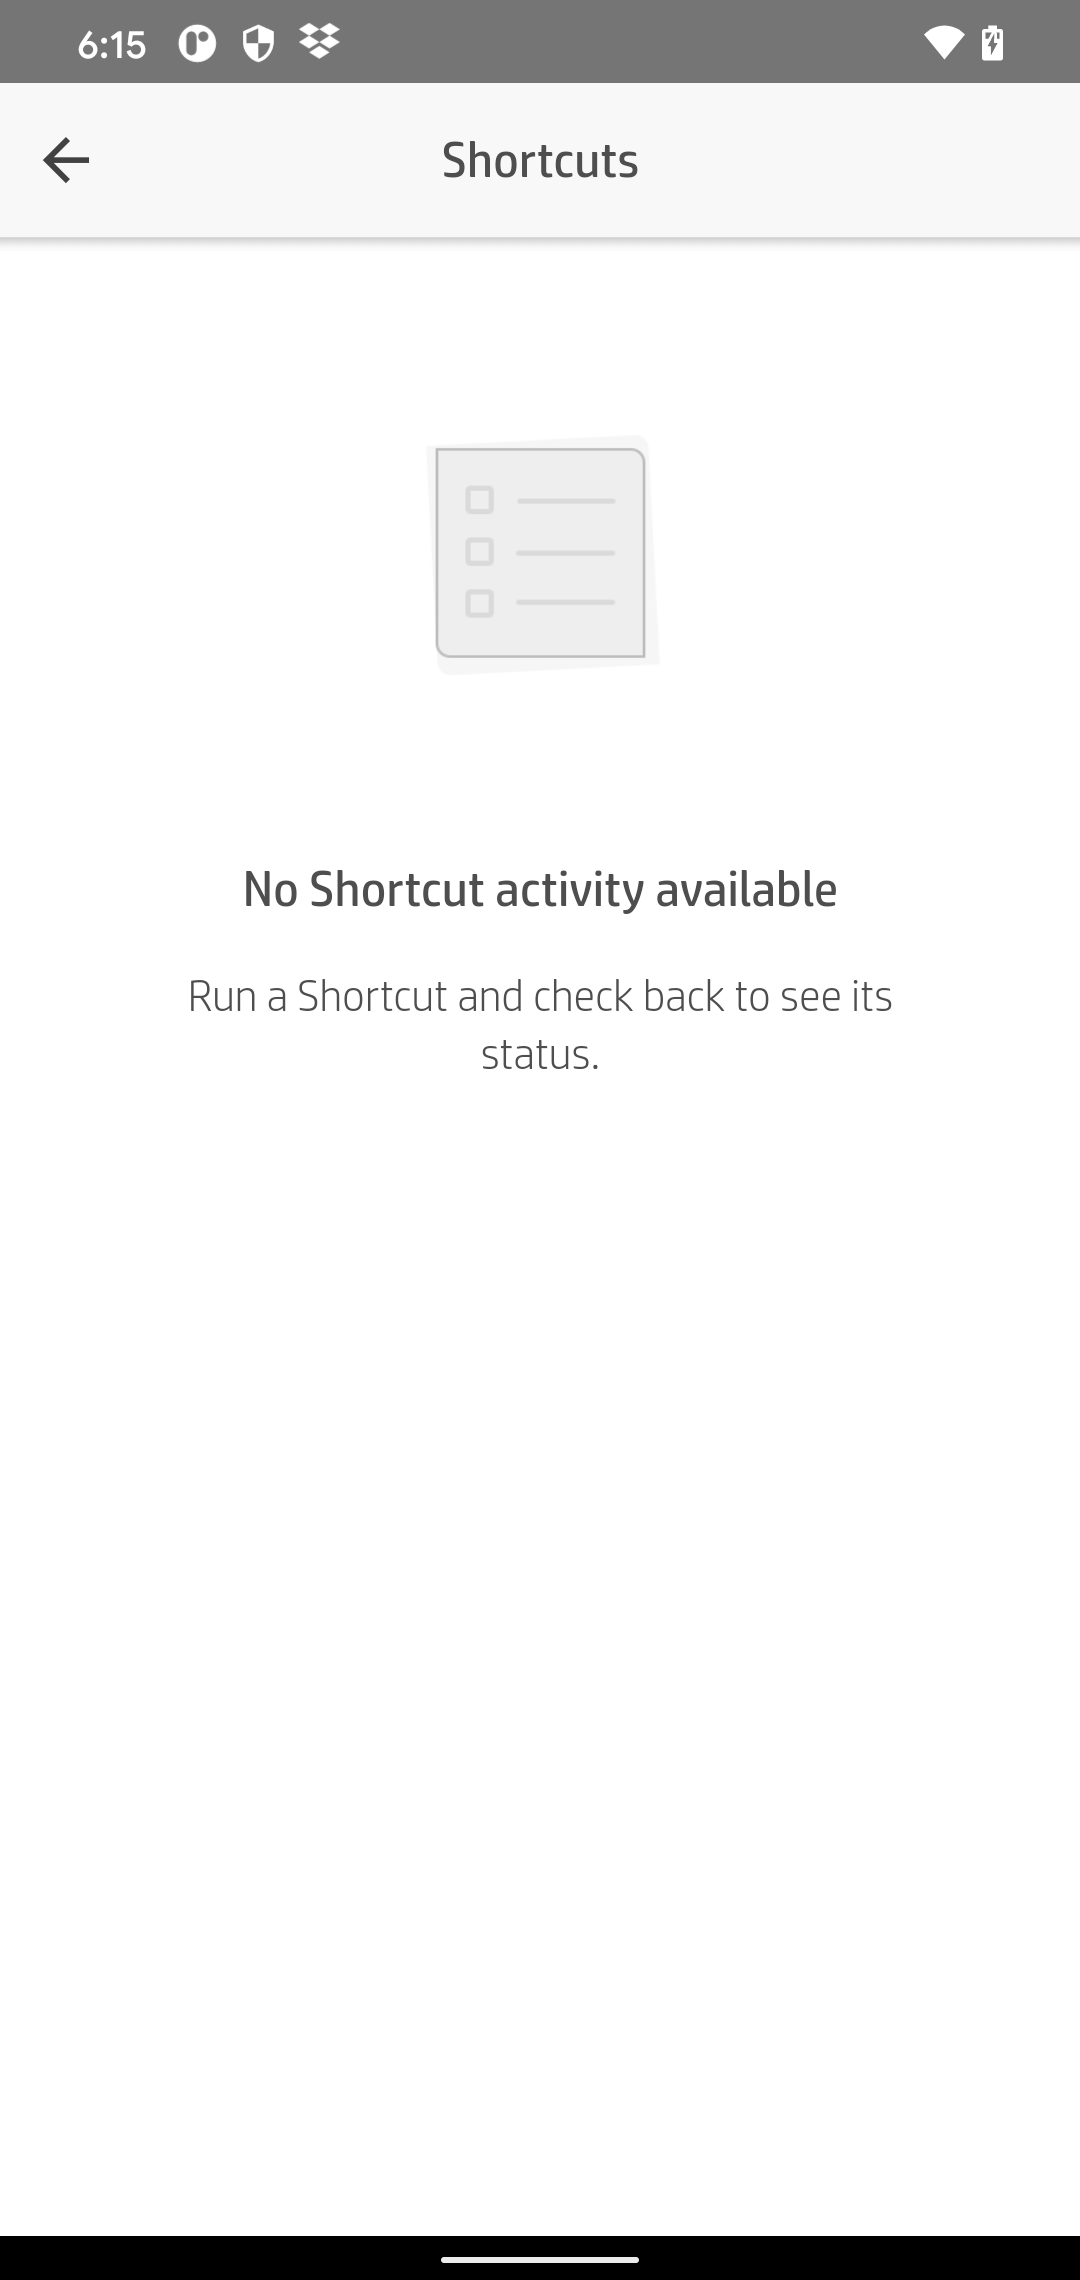 6:15
Shortcuts
No Shortcut activity available
Run a Shortcut and check back to see its
status.